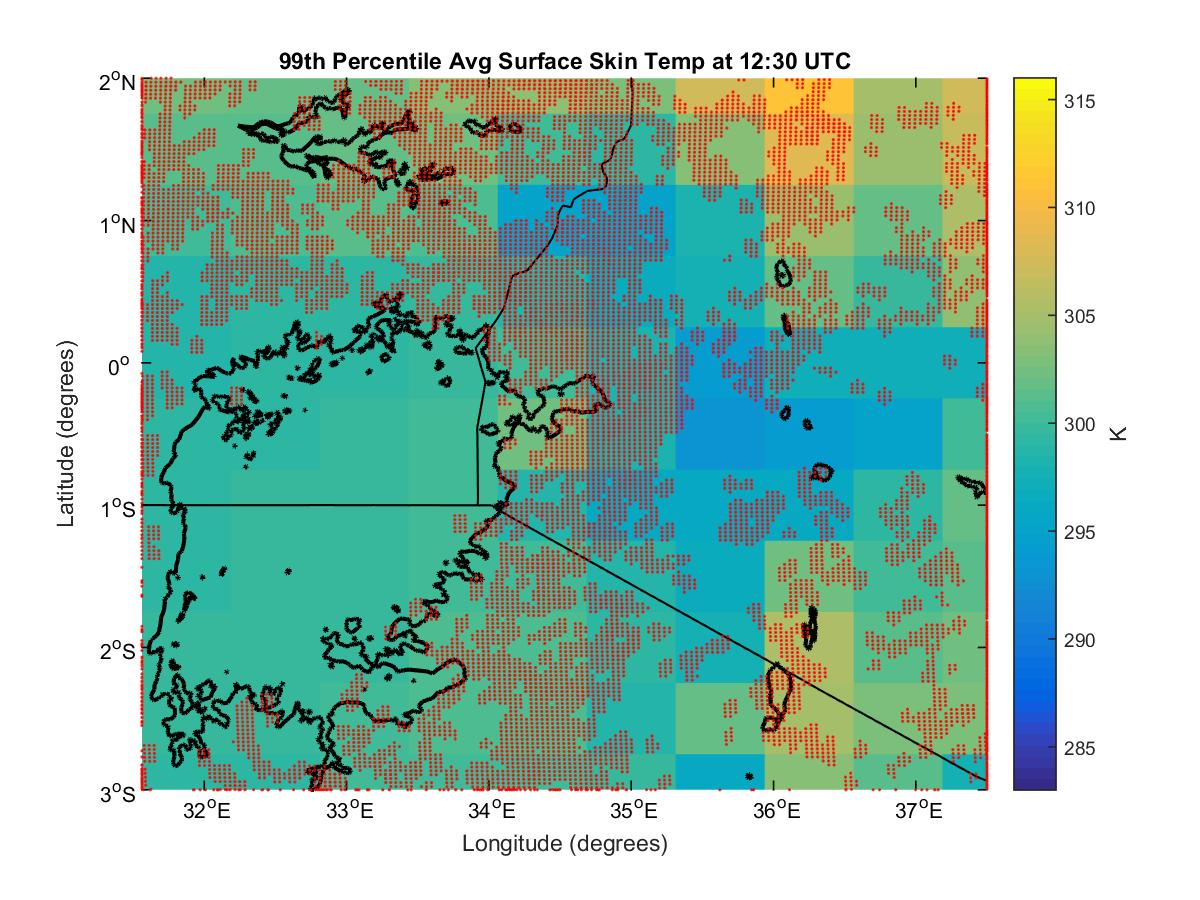 99th Percentile Avg Surface Skin Temp at 12:30 UTC
2°N
1°N
0°
1°S
2°S
3°S
Latitude (degrees)
32°E 33°E 34°E 35°E 36°E 37°E
Longitude (degrees)
315
310
305
300
295
290
285
K